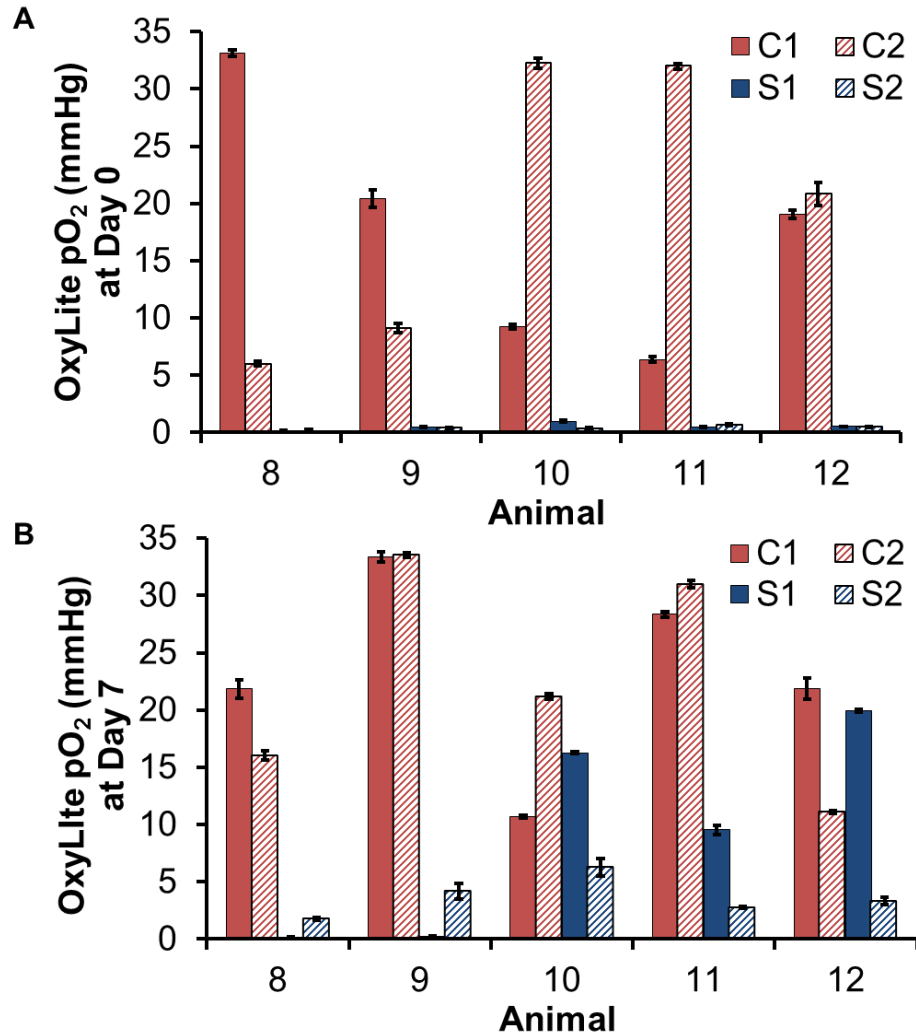 A
OxyLite pO₂ (mmHg)
at Day 0
35
30
25
20
15
10
5
0
C1 C2
S1 S2
8 9 10 11 12
Animal
B
OxyLIte pO₂ (mmHg)
at Day 7
35
30
25
20
15
10
5
0
C1 C2
S1 S2
8 9 10 11 12
Animal